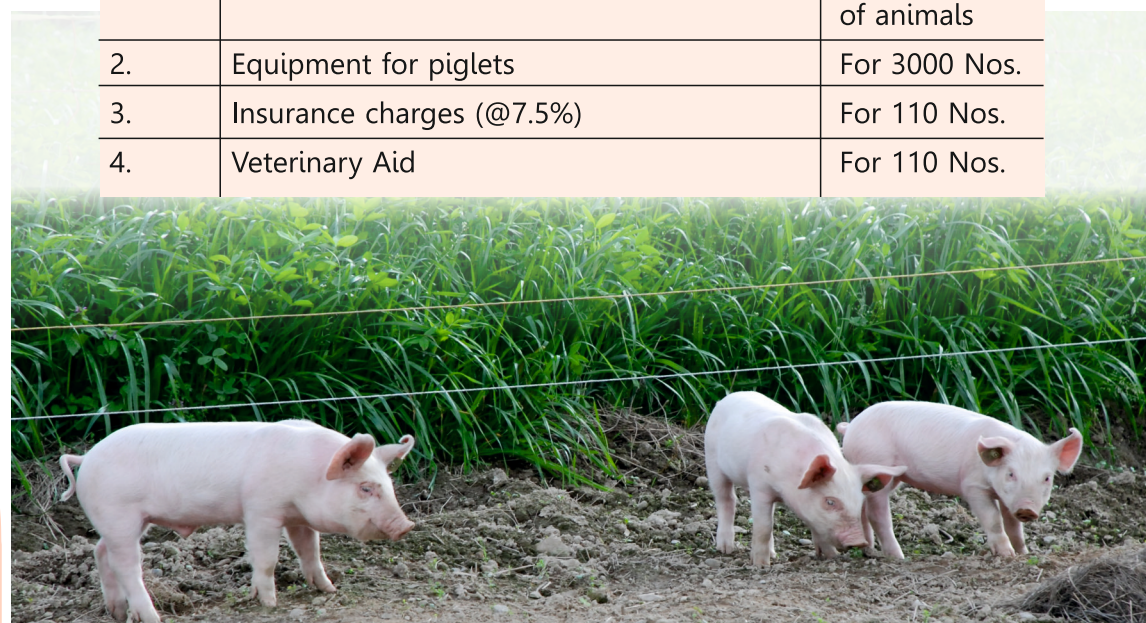 of animals
2. Equipment for piglets For 3000 Nos.
3. Insurance charges (@7.5%) For 110 Nos.
4. Veterinary Aid For 110 Nos.